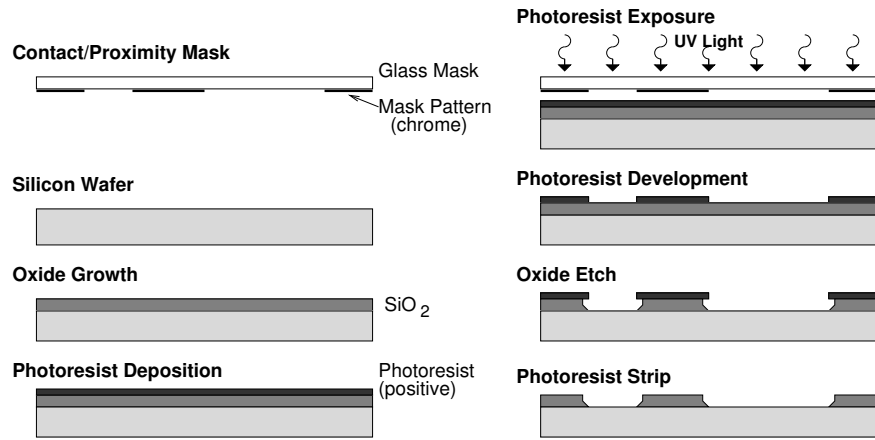 Contact/Proximity Mask
Glass Mask
Mask Pattern
(chrome)
Silicon Wafer
Oxide Growth
SiO 2
Photoresist Deposition
Photoresist
(positive)
Photoresist Exposure
UV Light
Photoresist Development
Oxide Etch
Photoresist Strip